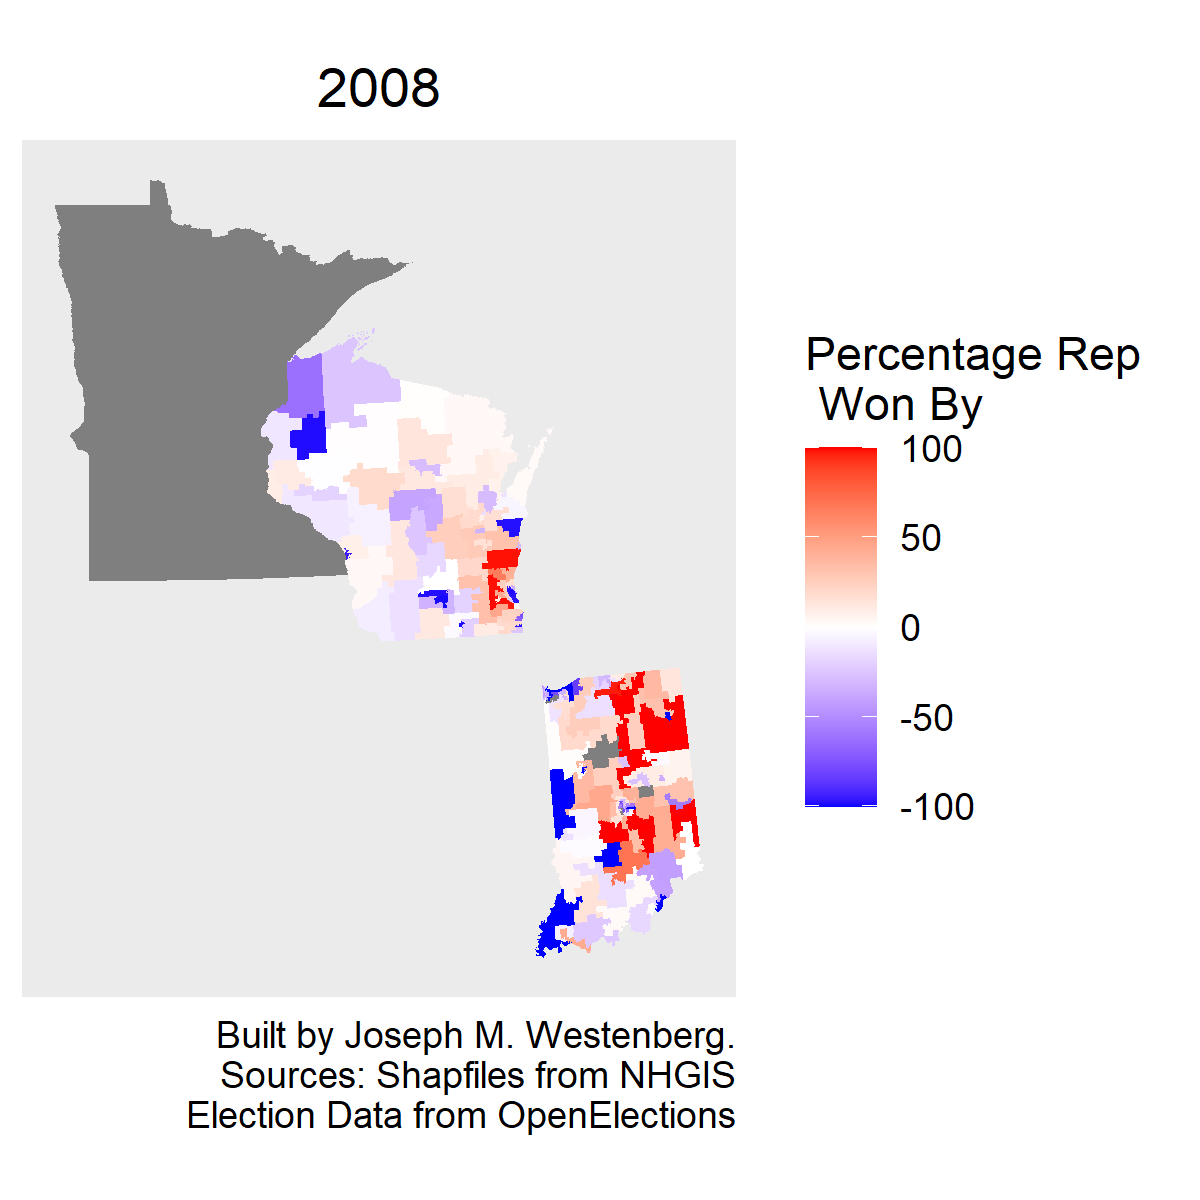 2008
Percentage Rep
Won By
100
50
0
-50
-100
Built by Joseph M. Westenberg.
Sources: Shapfiles from NHGIS
Election Data from OpenElections